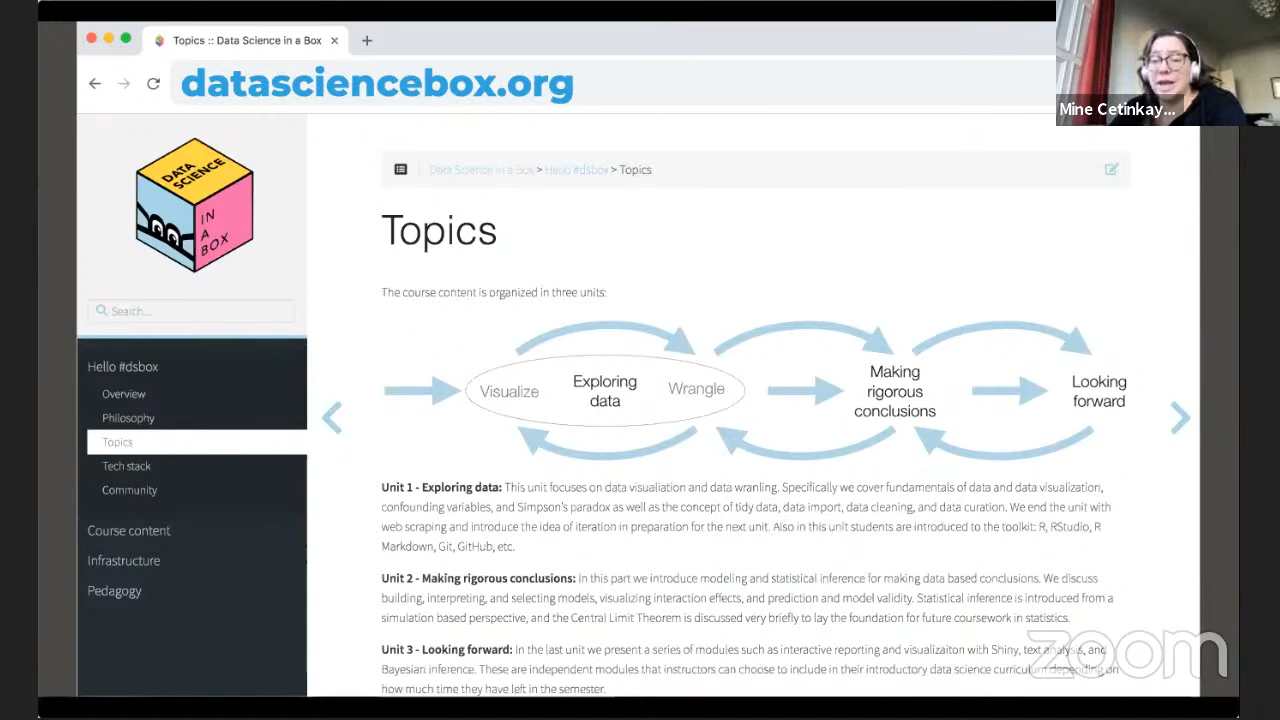 Topics :: Data Science in a Box
datasciencebox.org
Mine Cetinkay...
DATA
SCIENCE
IN
A
BOX
Data Science in a Box > Hello #dsbox > Topics
Topics
The course content is organized in three units:
Search...
Visualize
Exploring
data
Wrangle
Making
rigorous
conclusions
Looking
forward
Hello #dsbox
Overview
Philosophy
Topics
Tech stack
Community
Course content
Infrastructure
Pedagogy
Unit 1 - Exploring data: This unit focuses on data visualiation and data wranling. Specifically we cover fundamentals of data and data visualization,
confounding variables, and Simpson's paradox as well as the concept of tidy data, data import, data cleaning, and data curation. We end the unit with
web scraping and introduce the idea of iteration in preparation for the next unit. Also in this unit students are introduced to the toolkit: R, RStudio, R
Markdown, Git, GitHub, etc.
Unit 2 - Making rigorous conclusions: In this part we introduce modeling and statistical inference for making data based conclusions. We discuss
building, interpreting, and selecting models, visualizing interaction effects, and prediction and model validity. Statistical inference is introduced from a
simulation based perspective, and the Central Limit Theorem is discussed very briefly to lay the foundation for future coursework in statistics.
Unit 3 - Looking forward: In the last unit we present a series of modules such as interactive reporting and visualizaiton with Shiny, text analysis, and
Bayesian inference. These are independent modules that instructors can choose to include in their introductory data science curriculum depending on
how much time they have left in the semester.
zoom